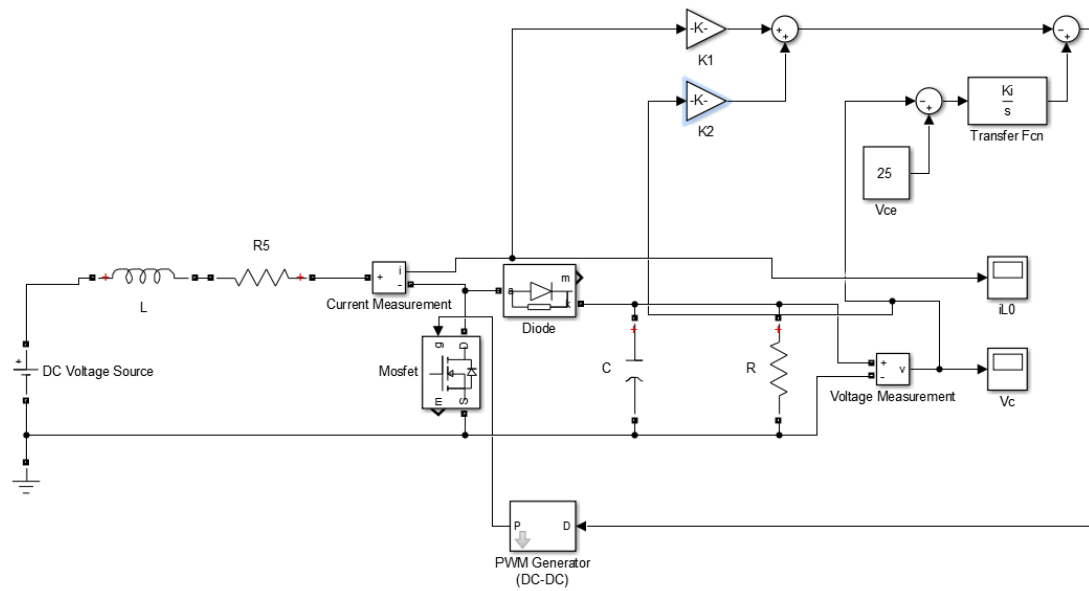 -K-
K1
-K-
K2
Ki
s
Transfer Fcn
25
Vce
R5
L
i
Current Measurement
iL0
a
m
k
Diode
DC Voltage Source
Mosfet
g
D
m
S
C
R
v
Voltage Measurement
Vc
P
D
PWM Generator
(DC-DC)